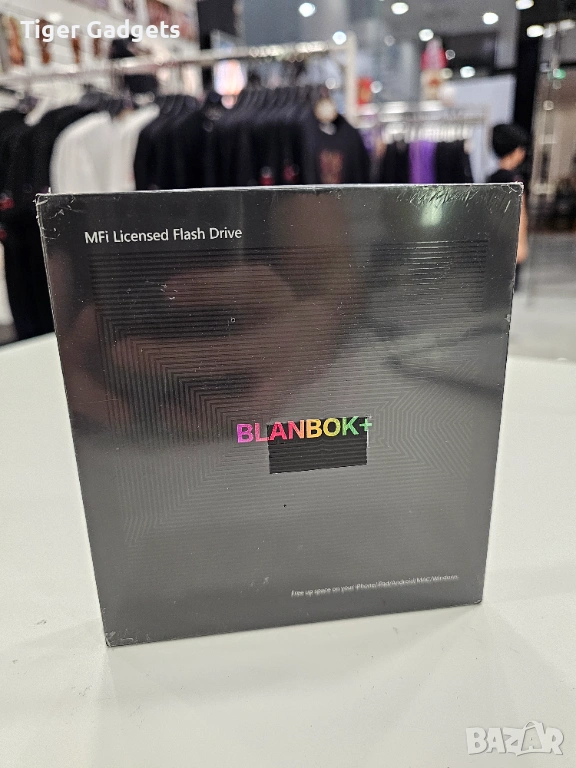 Tiger Gadgets
MFi Licensed Flash Drive
BLANBOK+
Free up space on your iPhone/iPad/Android/MAC/Windows
BAZAR